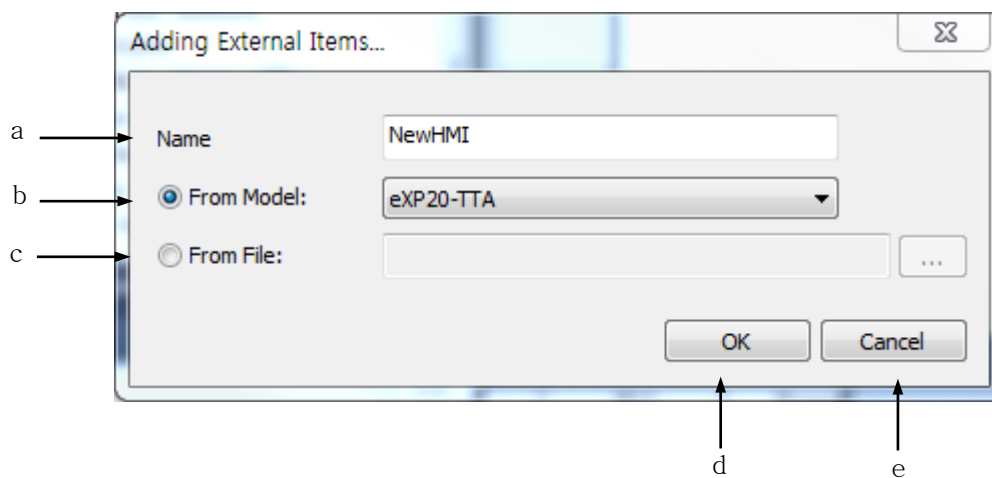 Adding External Items...
a
Name
NewHMI
b
From Model:
eXP20-TTA
c
From File:
...
OK
Cancel
d
e